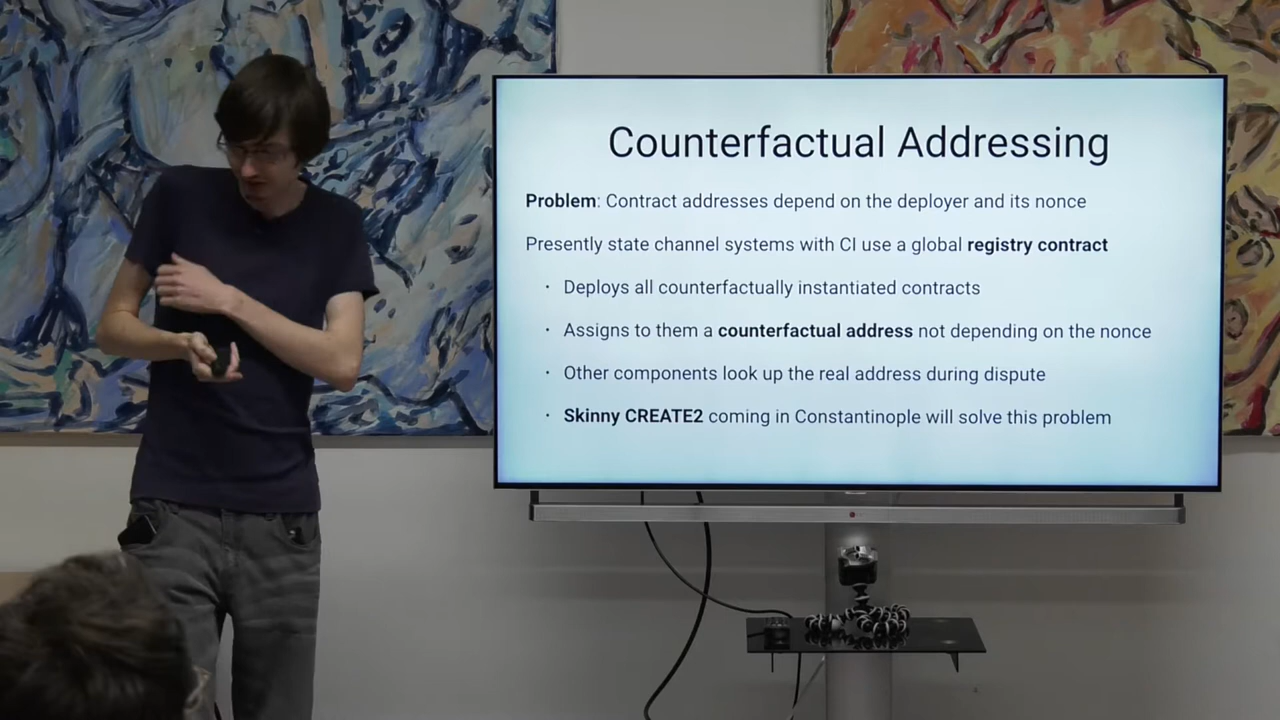 Counterfactual Addressing
Problem: Contract addresses depend on the deployer and its nonce
Presently state channel systems with CI use a global registry contract
· Deploys all counterfactually instantiated contracts
· Assigns to them a counterfactual address not depending on the nonce
· Other components look up the real address during dispute
· Skinny CREATE2 coming in Constantinople will solve this problem